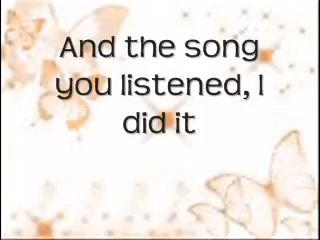 And the song
you listened, I
did it